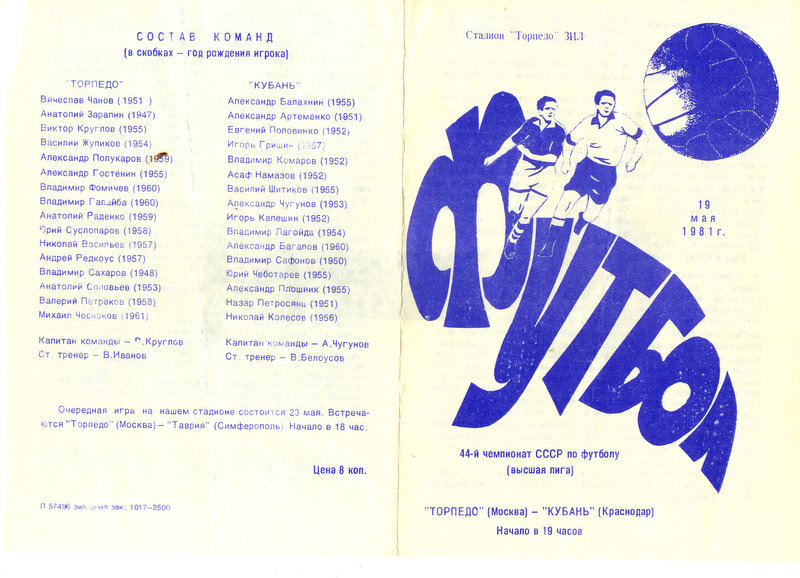 СОСТАВ КОМАНД
(в скобках – год рождения игрока)
"ТОРПЕДО"
Вячеслав Чанов (1951 )
Анатолий Зарапин (1947)
Виктор Круглов (1955)
Василий Жупиков (1954)
Александр Полукаров (1959)
Александр Гостенин (1955)
Владимир Фомичев (1960)
Владимир Галайба (1960)
Анатолий Раденко (1959)
Юрий Суслопаров (1958)
Николай Васильев (1957)
Андрей Редкоус (1957)
Владимир Сахаров (1948)
Анатолий Соловьев (1953)
Валерий Петраков (1958)
Михаил Чесноков (1961)
Капитан команды – В.Круглов
Ст. тренер – В.Иванов
"КУБАНЬ"
Александр Балахнин (1955)
Александр Артеменко (1951)
Евгений Половинко (1952)
Игорь Гришин (1957)
Владимир Комаров (1952)
Асаф Намазов (1952)
Василий Шитиков (1955)
Александр Чугунов (1953)
Игорь Калешин (1952)
Владимир Лагойда (1954)
Александр Багапов (1960)
Владимир Сафонов (1950)
Юрий Чеботарев (1955)
Александр Плошник (1955)
Назар Петросянц (1951)
Николай Колесов (1956)
Капитан команды – А.Чугунов
Ст. тренер – В.Белоусов
Очередная игра на нашем стадионе состоится 23 мая. Встреча-
ются "Торпедо" (Москва) – "Таврия" (Симферополь). Начало в 18 час.
Цена 8 коп.
Л 57496 зил зак. 1017–2500
Стадион "Торпедо" ЗИЛ
19
мая
1981 г.
ФУТБОЛ
44-й чемпионат СССР по футболу
(высшая лига)
"ТОРПЕДО" (Москва) – "КУБАНЬ" (Краснодар)
Начало в 19 часов